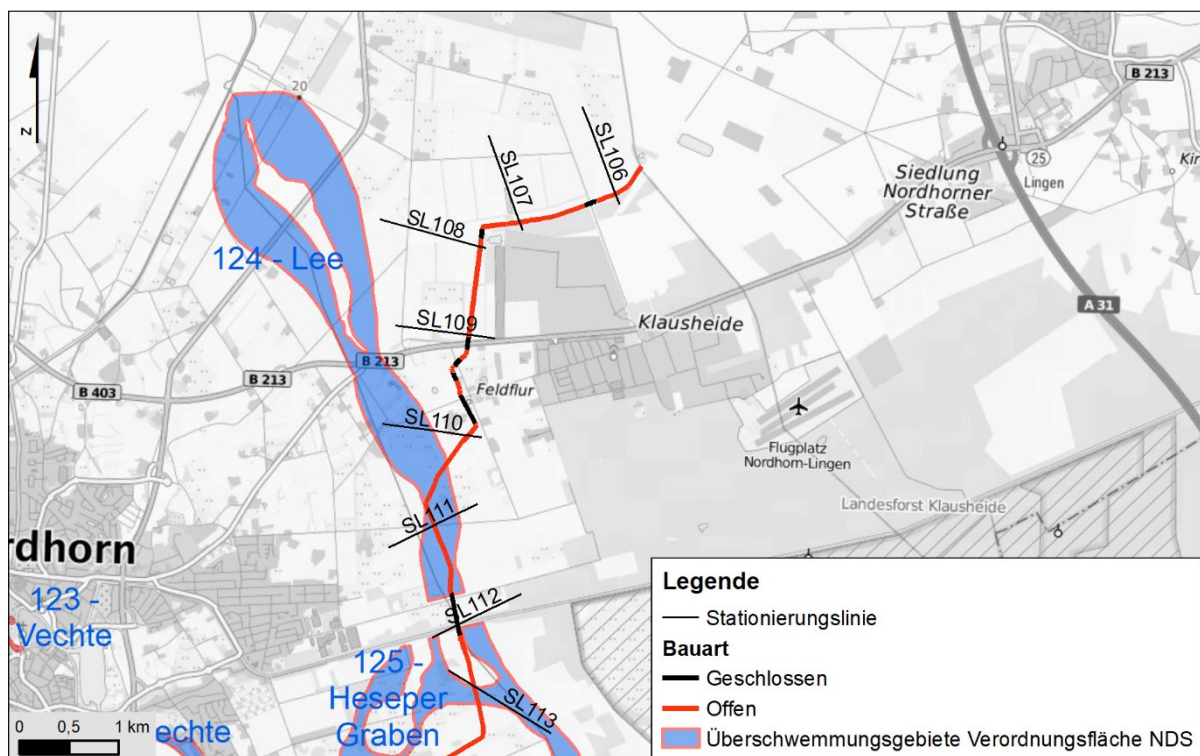 N
20
B 213
SL106
SL107
SL108
25
Lingen
Kir
Siedlung
Nordhorner
Straße
124 - Lee
A 31
SL109
Klausheide
B 213
B 403
B 213
Feldflur
SL110
Flugplatz
Nordhorn-Lingen
Landesforst Klausheide
SL111
rdhorn
123 -
Vechte
SL112
125 -
Heseper
Graben
SL113
echte
0 0,5 1 km
Legende
Stationierungslinie
Bauart
Geschlossen
Offen
Überschwemmungsgebiete Verordnungsfläche NDS